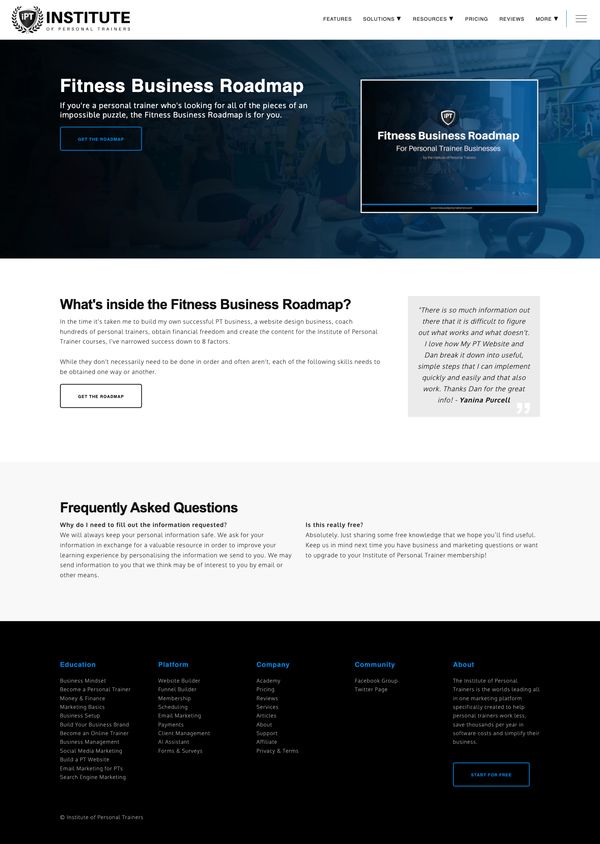 IPT
INSTITUTE
OF PERSONAL TRAINERS
FEATURES
SOLUTIONS ▼
RESOURCES ▼
PRICING
REVIEWS
MORE ▼
Fitness Business Roadmap
If you're a personal trainer who's looking for all of the pieces of an
impossible puzzle, the Fitness Business Roadmap is for you.
GET THE ROADMAP
IPT
Fitness Business Roadmap
For Personal Trainer Businesses
- by the Institute of Personal Trainers
What's inside the Fitness Business Roadmap?
In the time it's taken me to build my own successful PT business, a website design business, coach
hundreds of personal trainers, obtain financial freedom and create the content for the Institute of Personal
Trainer courses, I've narrowed success down to 8 factors.
While they don't necessarily need to be done in order and often aren't, each of the following skills needs to
be obtained one way or another.
GET THE ROADMAP
"There is so much information out
there that it is difficult to figure
out what works and what doesn't.
I love how My PT Website and
Dan break it down into useful,
simple steps that I can implement
quickly and easily and that also
work. Thanks Dan for the great
info! - Yanina Purcell
Frequently Asked Questions
Why do I need to fill out the information requested?
We will always keep your personal information safe. We ask for your
information in exchange for a valuable resource in order to improve your
learning experience by personalising the information we send to you. We may
send information to you that we think may be of interest to you by email or
other means.
Is this really free?
Absolutely. Just sharing some free knowledge that we hope you'll find useful.
Keep us in mind next time you have business and marketing questions or want
to upgrade to your Institute of Personal Trainer membership!
Education
Business Mindset
Become a Personal Trainer
Money & Finance
Marketing Basics
Business Setup
Build Your Business Brand
Become an Online Trainer
Business Management
Social Media Marketing
Build a PT Website
Email Marketing for PTs
Search Engine Marketing
Platform
Website Builder
Funnel Builder
Membership
Scheduling
Email Marketing
Payments
Client Management
AI Assistant
Forms & Surveys
Company
Academy
Pricing
Reviews
Services
Articles
About
Support
Affiliate
Privacy & Terms
Community
Facebook Group
Twitter Page
About
The Institute of Personal
Trainers is the worlds leading all
in one marketing platform
specifically created to help
personal trainers work less,
save thousands per year in
software costs and simplify their
business.
START FOR FREE
© Institute of Personal Trainers